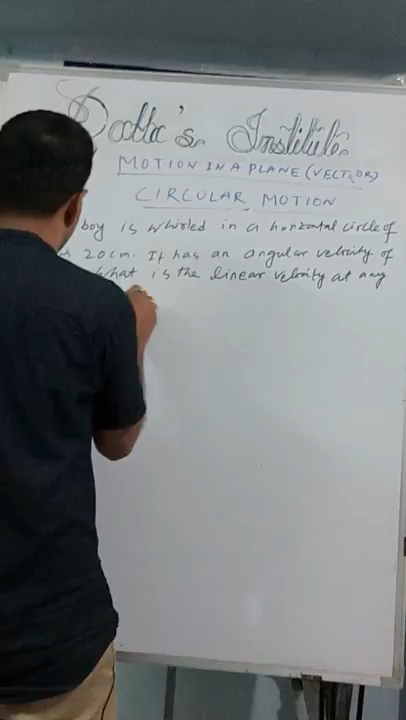 Institute
MOTION IN A PLANE (VECTOR)
CIRCULAR MOTION
boy is whirled in a horizontal circle of
20cm. It has an angular velocity of
What is the linear velocity at any